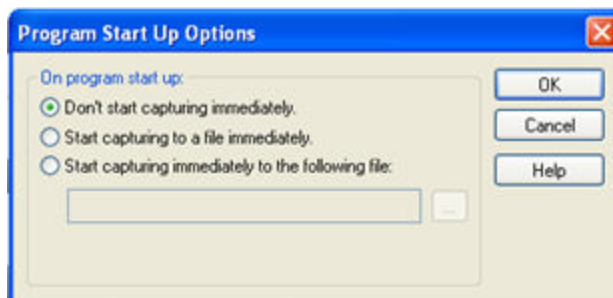 Program Start Up Options
On program start up:
Don't start capturing immediately.
Start capturing to a file immediately.
Start capturing immediately to the following file:
...
OK
Cancel
Help